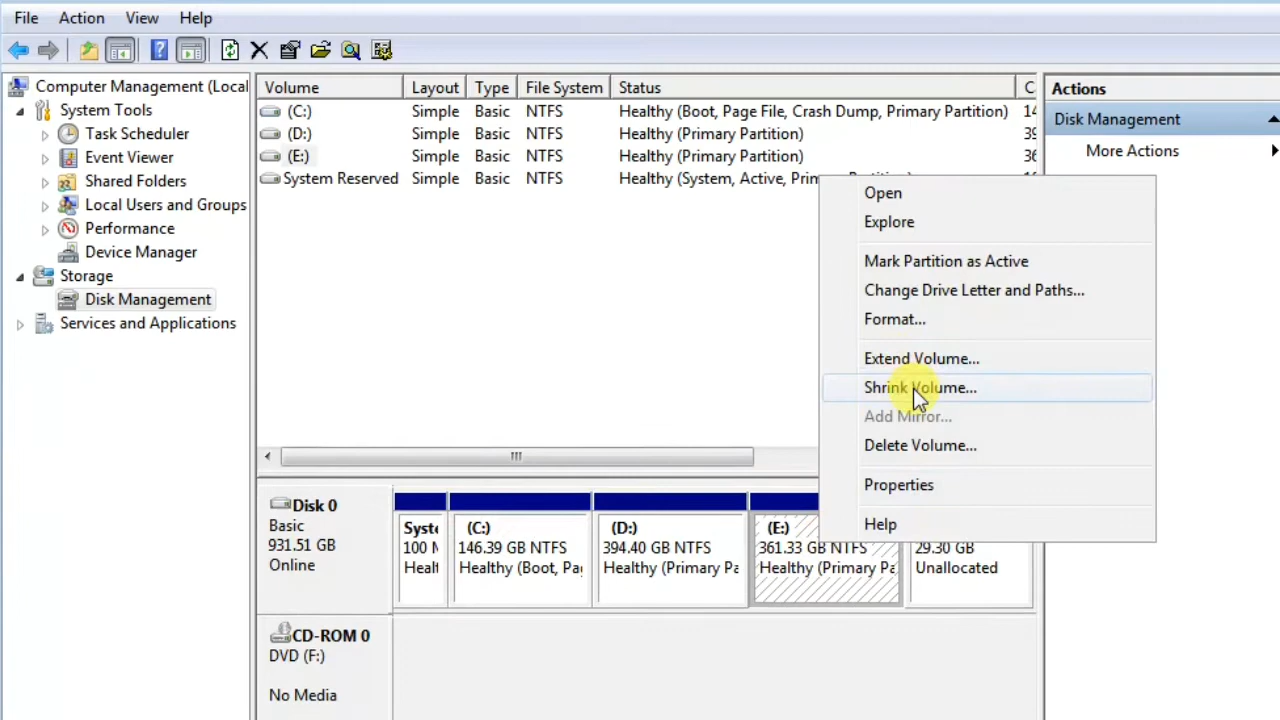 File Action View Help
Computer Management (Local
System Tools
Task Scheduler
Event Viewer
Shared Folders
Local Users and Groups
Performance
Device Manager
Storage
Disk Management
Services and Applications
Volume Layout Type File System Status C
(C:) Simple Basic NTFS Healthy (Boot, Page File, Crash Dump, Primary Partition) 14
(D:) Simple Basic NTFS Healthy (Primary Partition) 39
(E:) Simple Basic NTFS Healthy (Primary Partition) 36
System Reserved Simple Basic NTFS Healthy (System, Active, Prim
Open
Explore
Mark Partition as Active
Change Drive Letter and Paths...
Format...
Extend Volume...
Shrink Volume...
Add Mirror...
Delete Volume...
Properties
Help
Disk 0
Basic
931.51 GB
Online
Syste
100 M
Healt
(C:)
146.39 GB NTFS
Healthy (Boot, Pa
(D:)
394.40 GB NTFS
Healthy (Primary Pa
(E:)
361.33 GB NTFS
Healthy (Primary Pa
29.30 GB
Unallocated
CD-ROM 0
DVD (F:)
No Media
Actions
Disk Management
More Actions